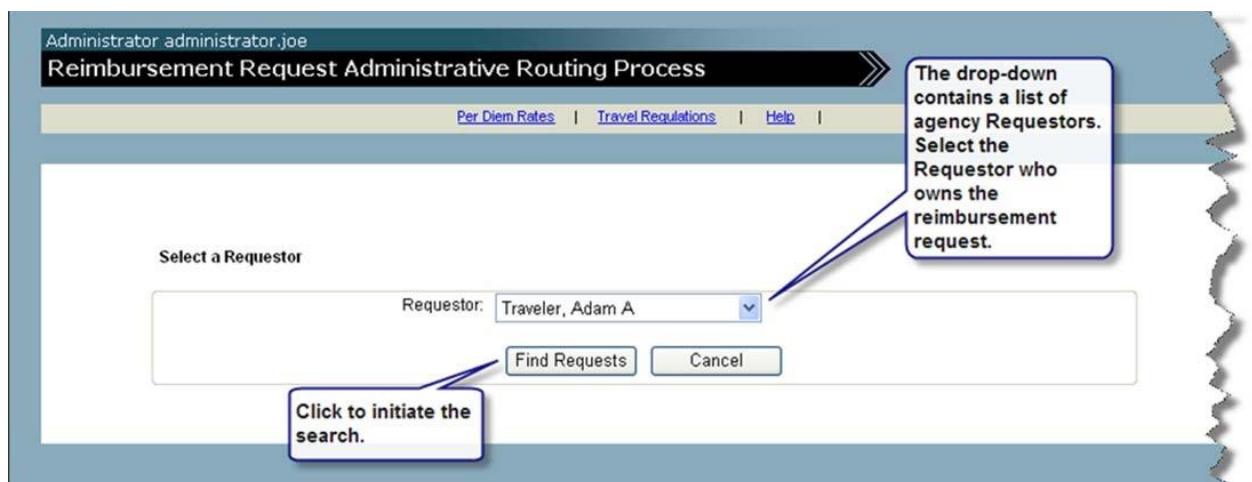 Administrator administrator.joe
Reimbursement Request Administrative Routing Process
Per Diem Rates | Travel Regulations | Help |
The drop-down
contains a list of
agency Requestors.
Select the
Requestor who
owns the
reimbursement
request.
Select a Requestor
Requestor: Traveler, Adam A
Find Requests Cancel
Click to initiate the
search.